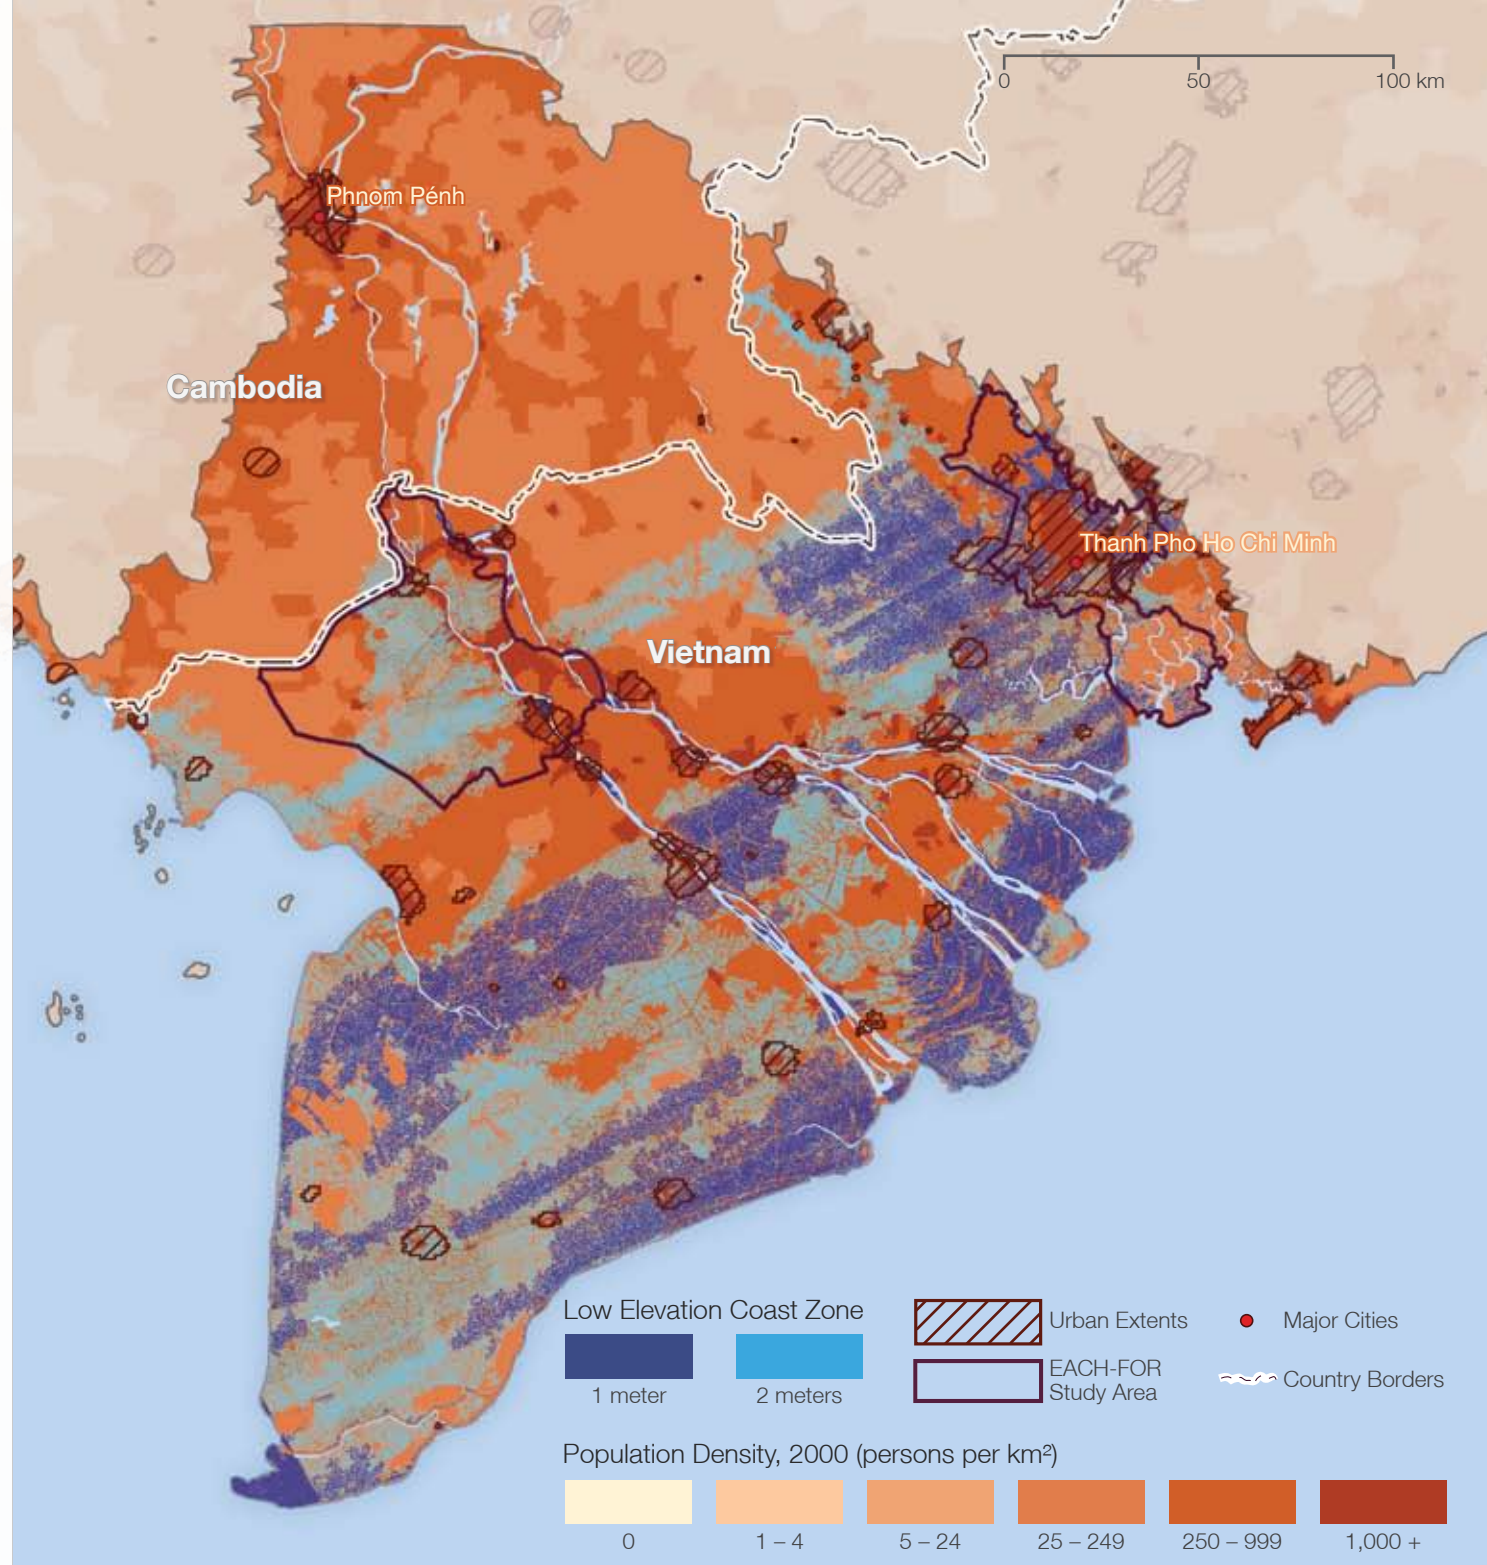 0 50 100 km
Phnom Pénh
Cambodia
Thanh Pho Ho Chi Minh
Vietnam
Low Elevation Coast Zone
1 meter 2 meters
Urban Extents
EACH-FOR
Study Area
Major Cities
Country Borders
Population Density, 2000 (persons per km²)
0 1 – 4 5 – 24 25 – 249 250 – 999 1,000 +